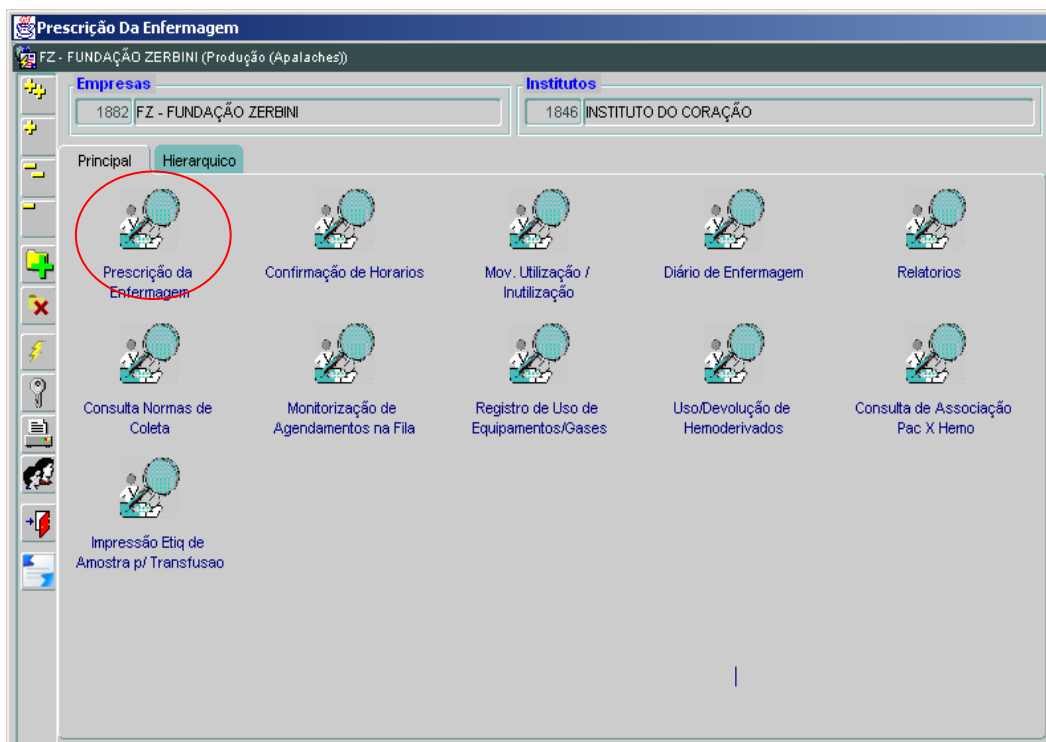 Prescrição Da Enfermagem
FZ - FUNDAÇÃO ZERBINI (Produção (Apalaches))
Empresas
Institutos
1882 FZ - FUNDAÇÃO ZERBINI
1846 INSTITUTO DO CORAÇÃO
Principal
Hierarquico
Prescrição da
Enfermagem
Confirmação de Horarios
Mov. Utilização /
Inutilização
Diário de Enfermagem
Relatorios
Consulta Normas de
Coleta
Monitorização de
Agendamentos na Fila
Registro de Uso de
Equipamentos/Gases
Uso/Devolução de
Hemoderivados
Consulta de Associação
Pac X Hemo
Impressão Etiq de
Amostra p/ Transfusao